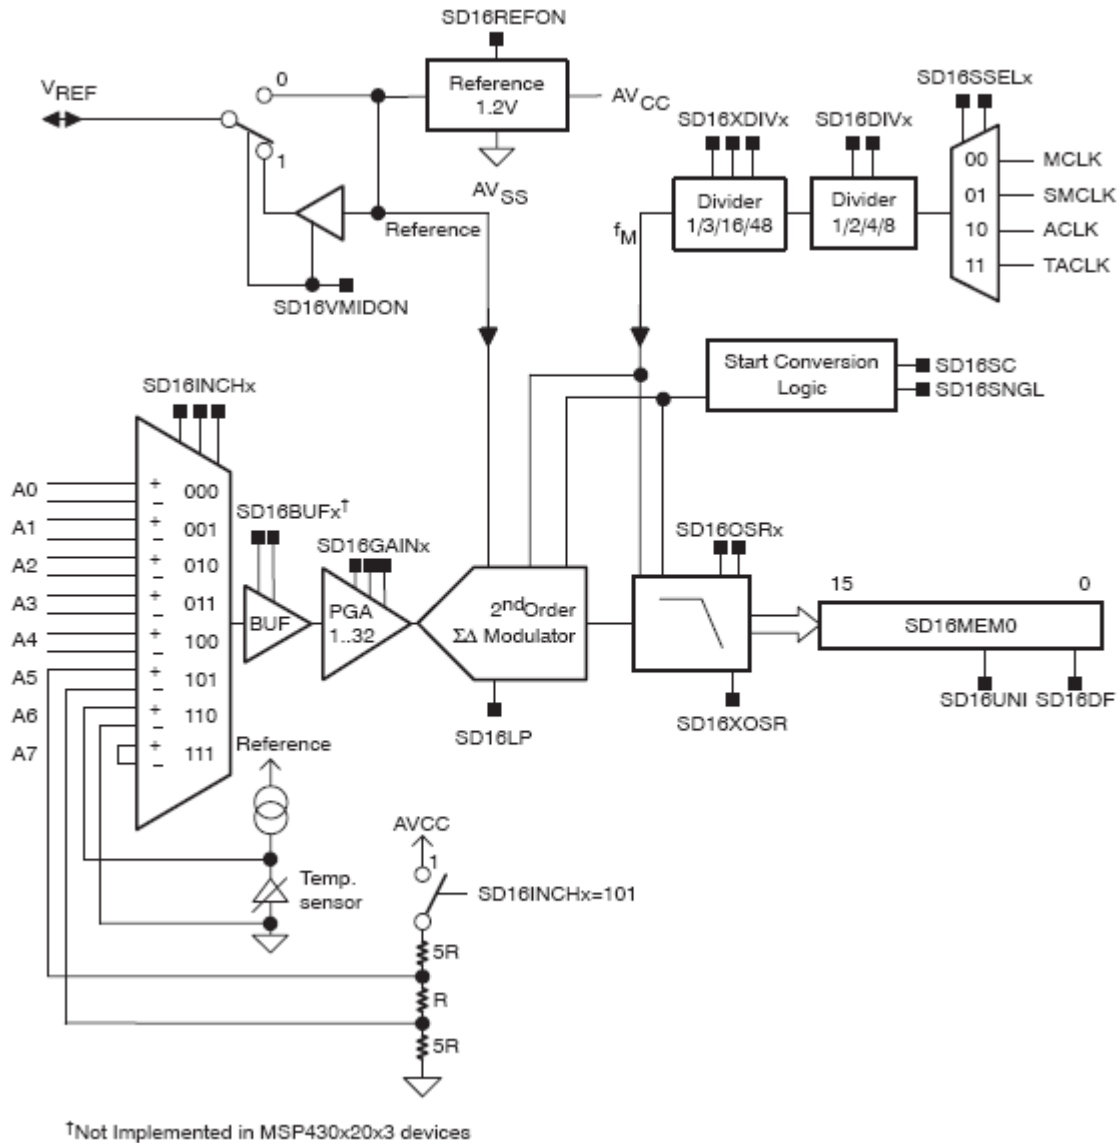 SD16REFON
0
VREF
Reference
1.2V
AVCC
SD16SSELx
SD16XDIVx
SD16DIVx
1
00
MCLK
AVSS
Divider
1/3/16/48
Divider
1/2/4/8
01
SMCLK
Reference
fM
10
ACLK
11
TACLK
SD16VMIDON
Start Conversion
Logic
SD16SC
SD16SNGL
SD16INCHx
A0
+
−
000
A1
+
−
001
SD16BUFx†
SD16GAINx
SD16OSRx
A2
+
−
010
A3
+
−
011
BUF
PGA
1..32
2ndOrder
ΣΔ Modulator
15
0
SD16MEM0
A4
+
−
100
A5
+
−
101
SD16UNI
SD16DF
A6
+
−
110
SD16LP
SD16XOSR
A7
+
−
111
Reference
AVCC
1
Temp.
sensor
SD16INCHx=101
5R
R
5R
†Not Implemented in MSP430x20x3 devices